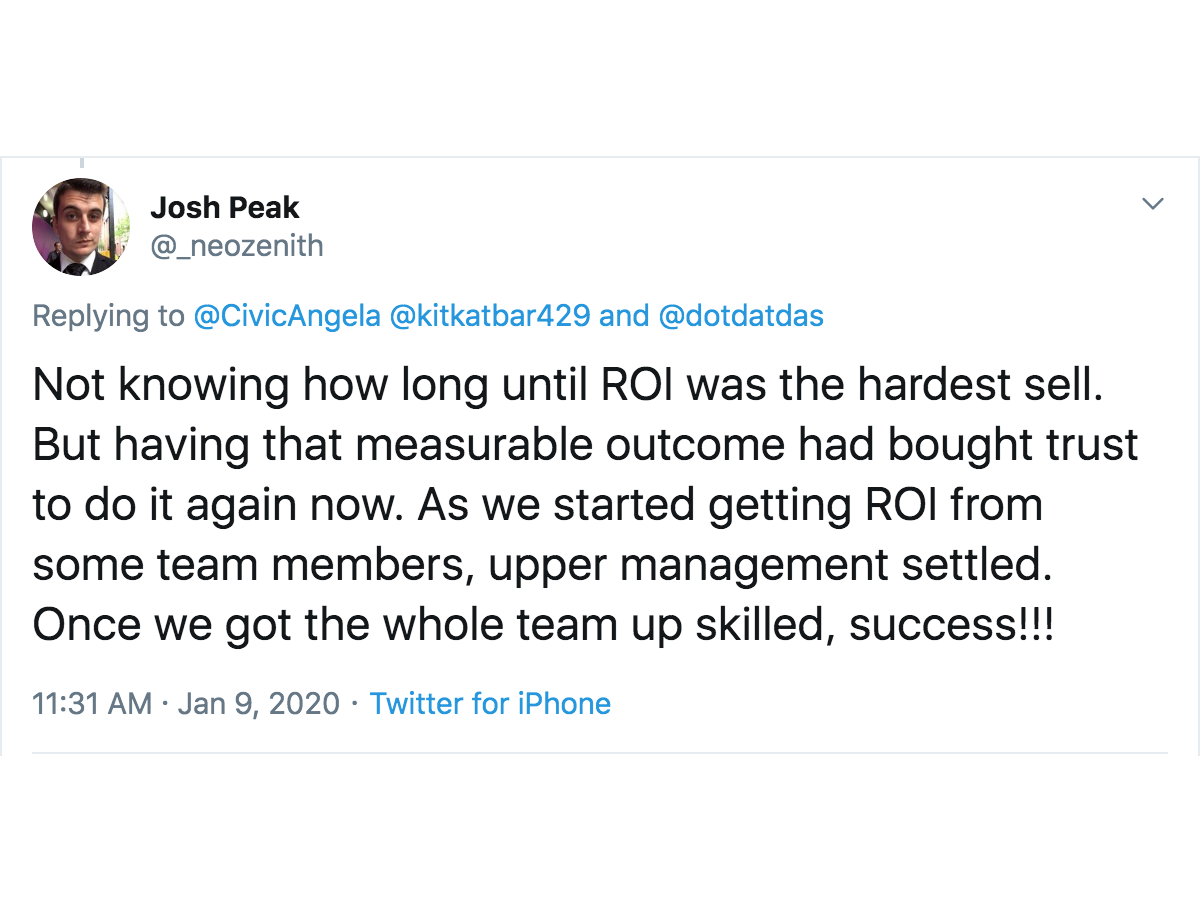 Josh Peak
@_neozenith
Replying to @CivicAngela @kitkatbar429 and @dotdatdas
Not knowing how long until ROI was the hardest sell.
But having that measurable outcome had bought trust
to do it again now. As we started getting ROI from
some team members, upper management settled.
Once we got the whole team up skilled, success!!!
11:31 AM · Jan 9, 2020 · Twitter for iPhone